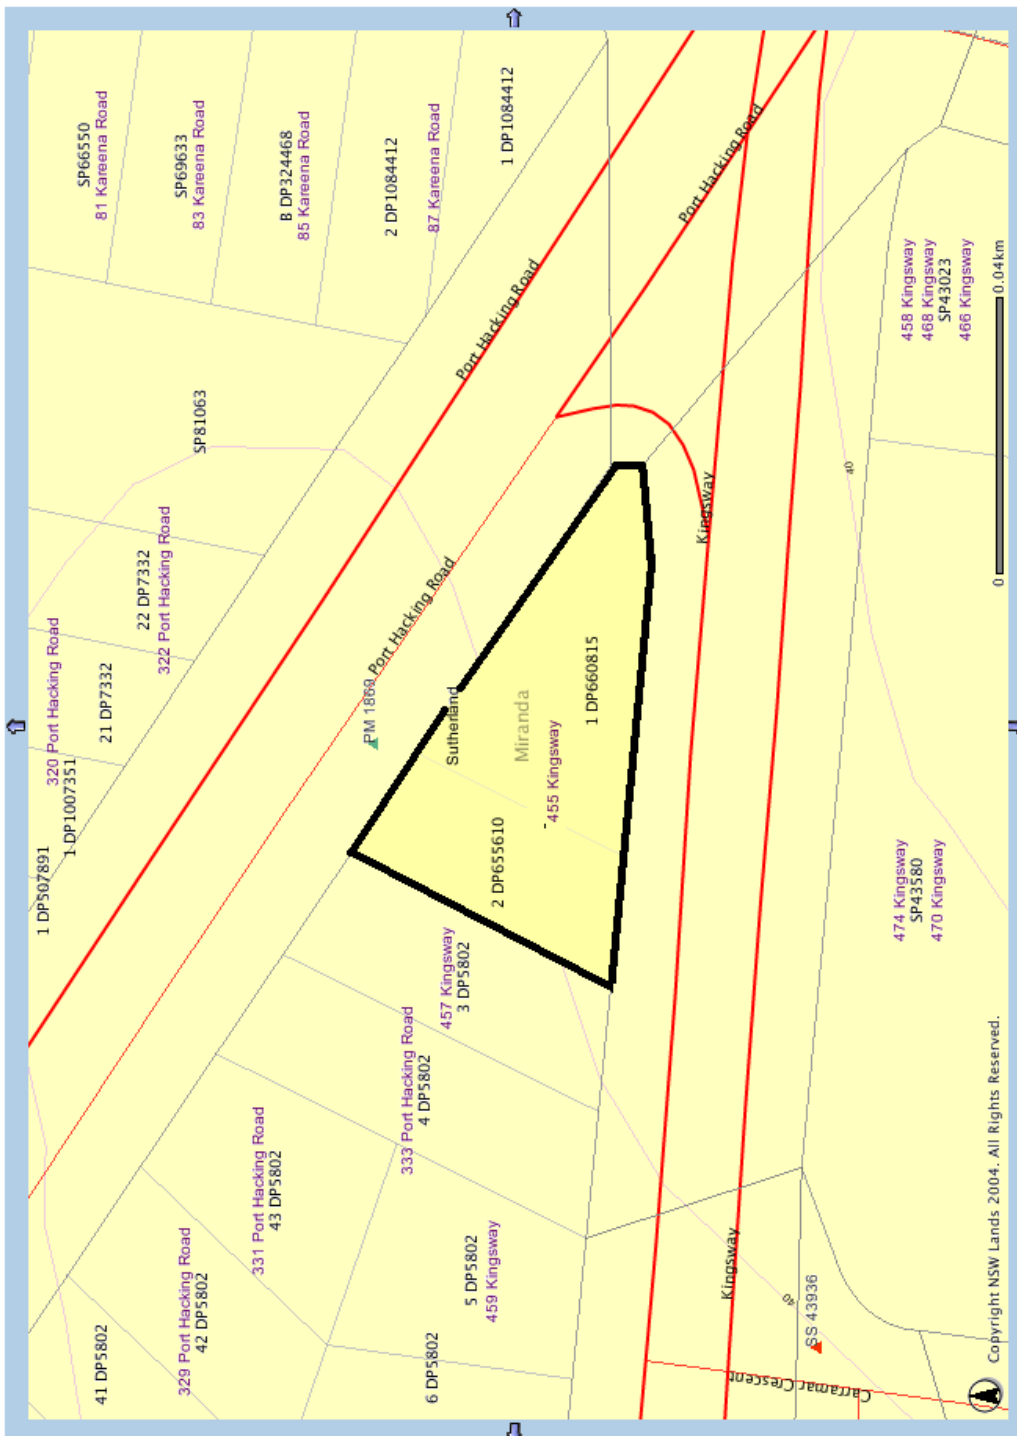 SP66550
81 Kareena Road
SP69633
83 Kareena Road
B DP324468
85 Kareena Road
2 DP1084412
87 Kareena Road
1 DP1084412
Port Hacking Road
Port Hacking Road
458 Kingsway
468 Kingsway
SP43023
466 Kingsway
0.04km
0
SP81063
22 DP7332
322 Port Hacking Road
320 Port Hacking Road
21 DP7332
1 DP1007351
1 DP507891
Port Hacking Road
PM 1869
Sutherland
Miranda
455 Kingsway
1 DP660815
2 DP655610
Kingsway
40
474 Kingsway
SP43580
470 Kingsway
457 Kingsway
3 DP5802
333 Port Hacking Road
4 DP5802
331 Port Hacking Road
43 DP5802
329 Port Hacking Road
42 DP5802
41 DP5802
5 DP5802
459 Kingsway
6 DP5802
Kingsway
40
SS 43936
Carramar Crescent
Copyright NSW Lands 2004. All Rights Reserved.